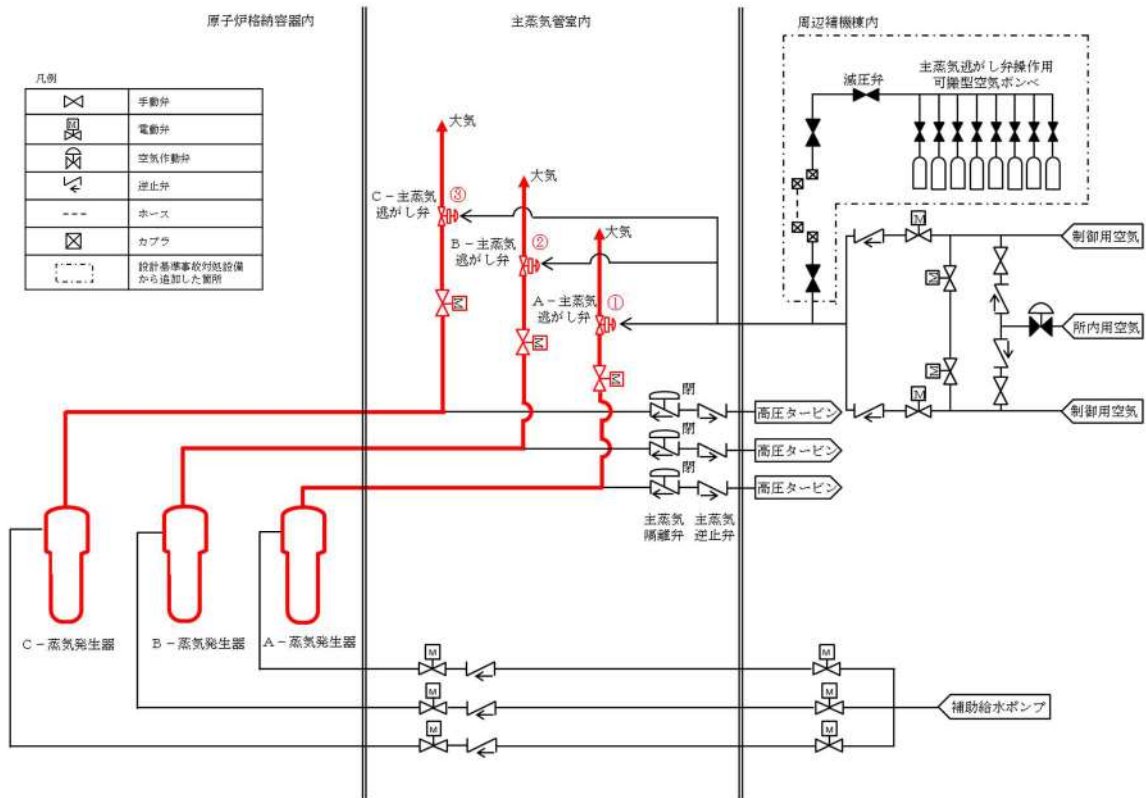 原子炉格納容器内
主蒸気管室内
周辺補機棟内
凡例
手動弁
M
電動弁
空気作動弁
逆止弁
ホース
カプラ
設計基準事故対処設備
から追加した箇所
減圧弁
主蒸気逃がし弁操作用
可搬型空気ボンベ
大気
C-主蒸気
逃がし弁
③
大気
B-主蒸気
逃がし弁
②
大気
A-主蒸気
逃がし弁
①
M
M
M
M
制御用空気
M
所内用空気
M
M
制御用空気
閉
高圧タービン
閉
高圧タービン
閉
高圧タービン
主蒸気
隔離弁
主蒸気
逆止弁
C-蒸気発生器
B-蒸気発生器
A-蒸気発生器
M
M
M
M
補助給水ポンプ
M
M